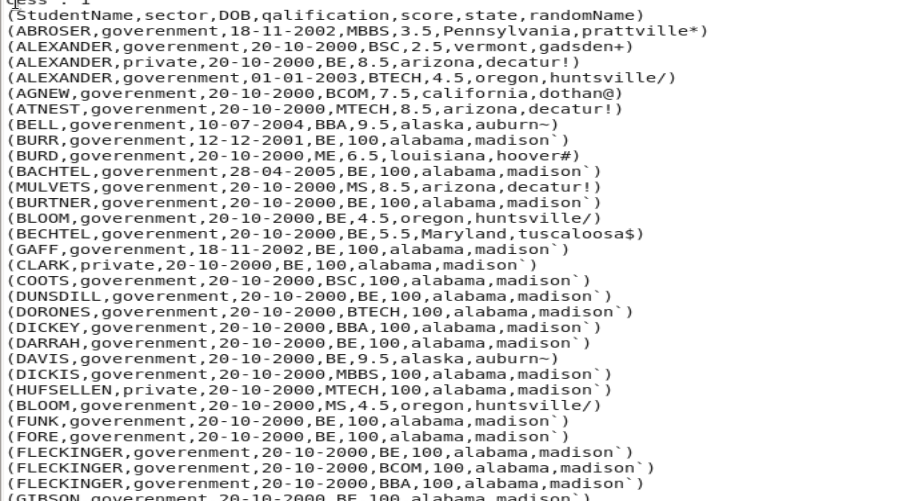 (StudentName,sector,DOB,qalification,score,state,randomName)
(ABROSER,goverenment,18-11-2002,MBBS,3.5,Pennsylvania,prattville*)
(ALEXANDER,goverenment,20-10-2000,BSC,2.5,vermont,gadsden+)
(ALEXANDER,private,20-10-2000,BE,8.5,arizona,decatur!)
(ALEXANDER,goverenment,01-01-2003,BTECH,4.5,oregon,huntsville/)
(AGNEW,goverenment,20-10-2000,BCOM,7.5,california,dothan@)
(ATNEST,goverenment,20-10-2000,MTECH,8.5,arizona,decatur!)
(BELL,goverenment,10-07-2004,BBA,9.5,alaska,auburn~)
(BURR,goverenment,12-12-2001,BE,100,alabama,madison`)
(BURD,goverenment,20-10-2000,ME,6.5,louisiana,hoover#)
(BACHTEL,goverenment,28-04-2005,BE,100,alabama,madison`)
(MULVETS,goverenment,20-10-2000,MS,8.5,arizona,decatur!)
(BURTNER,goverenment,20-10-2000,BE,100,alabama,madison`)
(BLOOM,goverenment,20-10-2000,BE,4.5,oregon,huntsville/)
(BECHTEL,goverenment,20-10-2000,BE,5.5,Maryland,tuscaloosa$)
(GAFF,goverenment,18-11-2002,BE,100,alabama,madison`)
(CLARK,private,20-10-2000,BE,100,alabama,madison`)
(COOTS,goverenment,20-10-2000,BSC,100,alabama,madison`)
(DUNSDILL,goverenment,20-10-2000,BE,100,alabama,madison`)
(DORONES,goverenment,20-10-2000,BTECH,100,alabama,madison`)
(DICKEY,goverenment,20-10-2000,BBA,100,alabama,madison`)
(DARRAH,goverenment,20-10-2000,BE,100,alabama,madison`)
(DAVIS,goverenment,20-10-2000,BE,9.5,alaska,auburn~)
(DICKIS,goverenment,20-10-2000,MBBS,100,alabama,madison`)
(HUFSELLEN,private,20-10-2000,MTECH,100,alabama,madison`)
(BLOOM,goverenment,20-10-2000,MS,4.5,oregon,huntsville/)
(FUNK,goverenment,20-10-2000,BE,100,alabama,madison`)
(FORE,goverenment,20-10-2000,BE,100,alabama,madison`)
(FLECKINGER,goverenment,20-10-2000,BE,100,alabama,madison`)
(FLECKINGER,goverenment,20-10-2000,BCOM,100,alabama,madison`)
(FLECKINGER,goverenment,20-10-2000,BBA,100,alabama,madison`)
(GIBSON,goverenment,20-10-2000,BE,100,alabama,madison`)